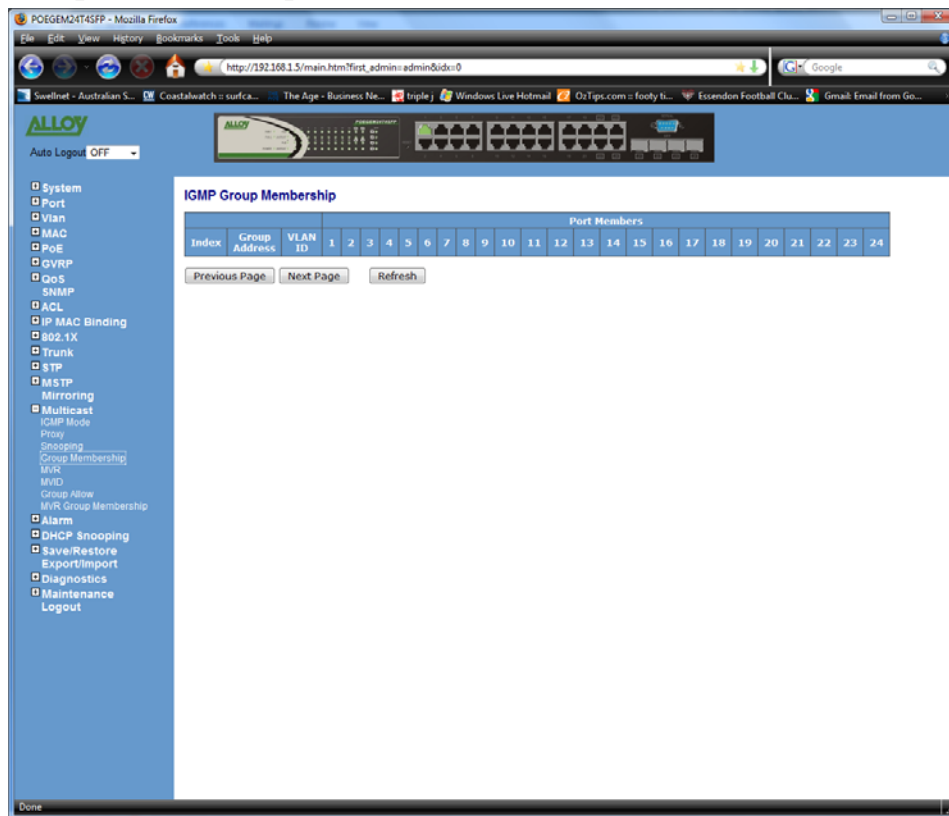 POEGEM24T4SFP - Mozilla Firefox
File Edit View History Bookmarks Tools Help
http://192.168.1.5/main.htm?first_admin=admin&idx=0
Google
Swellnet - Australian S... CW Coastalwatch :: surfca... The Age - Business Ne... triple j Windows Live Hotmail OzTips.com :: footy ti... Essendon Football Clu... Gmail: Email from Go...
ALLOY
ALLOY
Auto Logout OFF
System
Port
Vlan
MAC
PoE
GVRP
QoS
SNMP
ACL
IP MAC Binding
802.1X
Trunk
STP
MSTP
Mirroring
Multicast
IGMP Mode
Proxy
Snooping
Group Membership
MVR
MVID
Group Allow
MVR Group Membership
Alarm
DHCP Snooping
Save/Restore
Export/Import
Diagnostics
Maintenance
Logout
IGMP Group Membership
Port Members
Index Group Address VLAN ID 1 2 3 4 5 6 7 8 9 10 11 12 13 14 15 16 17 18 19 20 21 22 23 24
Previous Page Next Page Refresh
Done